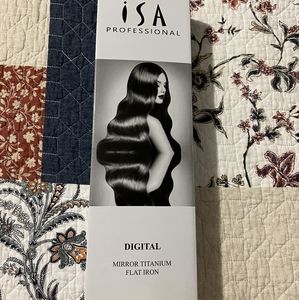 iSA
PROFESSIONAL
DIGITAL
MIRROR TITANIUM
FLAT IRON